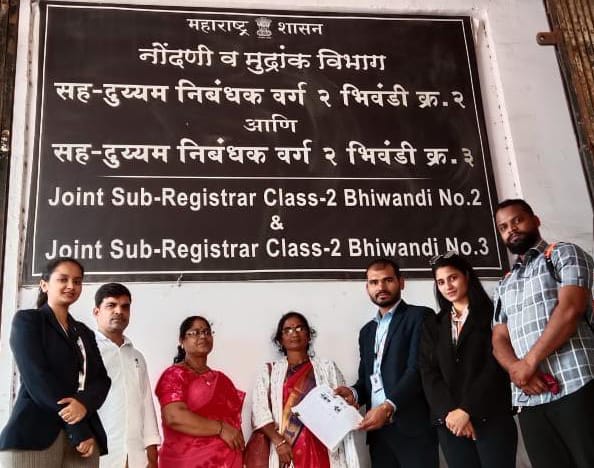 महाराष्ट्र शासन
नोंदणी व मुद्रांक विभाग
सह-दुय्यम निबंधक वर्ग २ भिवंडी क्र.२
आणि
सह-दुय्यम निबंधक वर्ग २ भिवंडी क्र.३
Joint Sub-Registrar Class-2 Bhiwandi No.2
&
Joint Sub-Registrar Class-2 Bhiwandi No.3